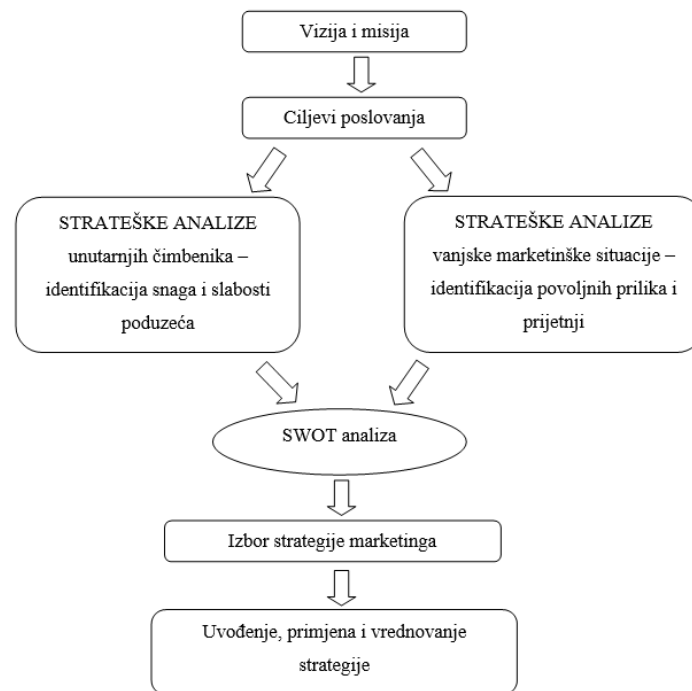 Vizija i misija
Ciljevi poslovanja
STRATEŠKE ANALIZE
unutarnjih čimbenika –
identifikacija snaga i slabosti
poduzeća
STRATEŠKE ANALIZE
vanjske marketinške situacije –
identifikacija povoljnih prilika i
prijetnji
SWOT analiza
Izbor strategije marketinga
Uvođenje, primjena i vrednovanje
strategije